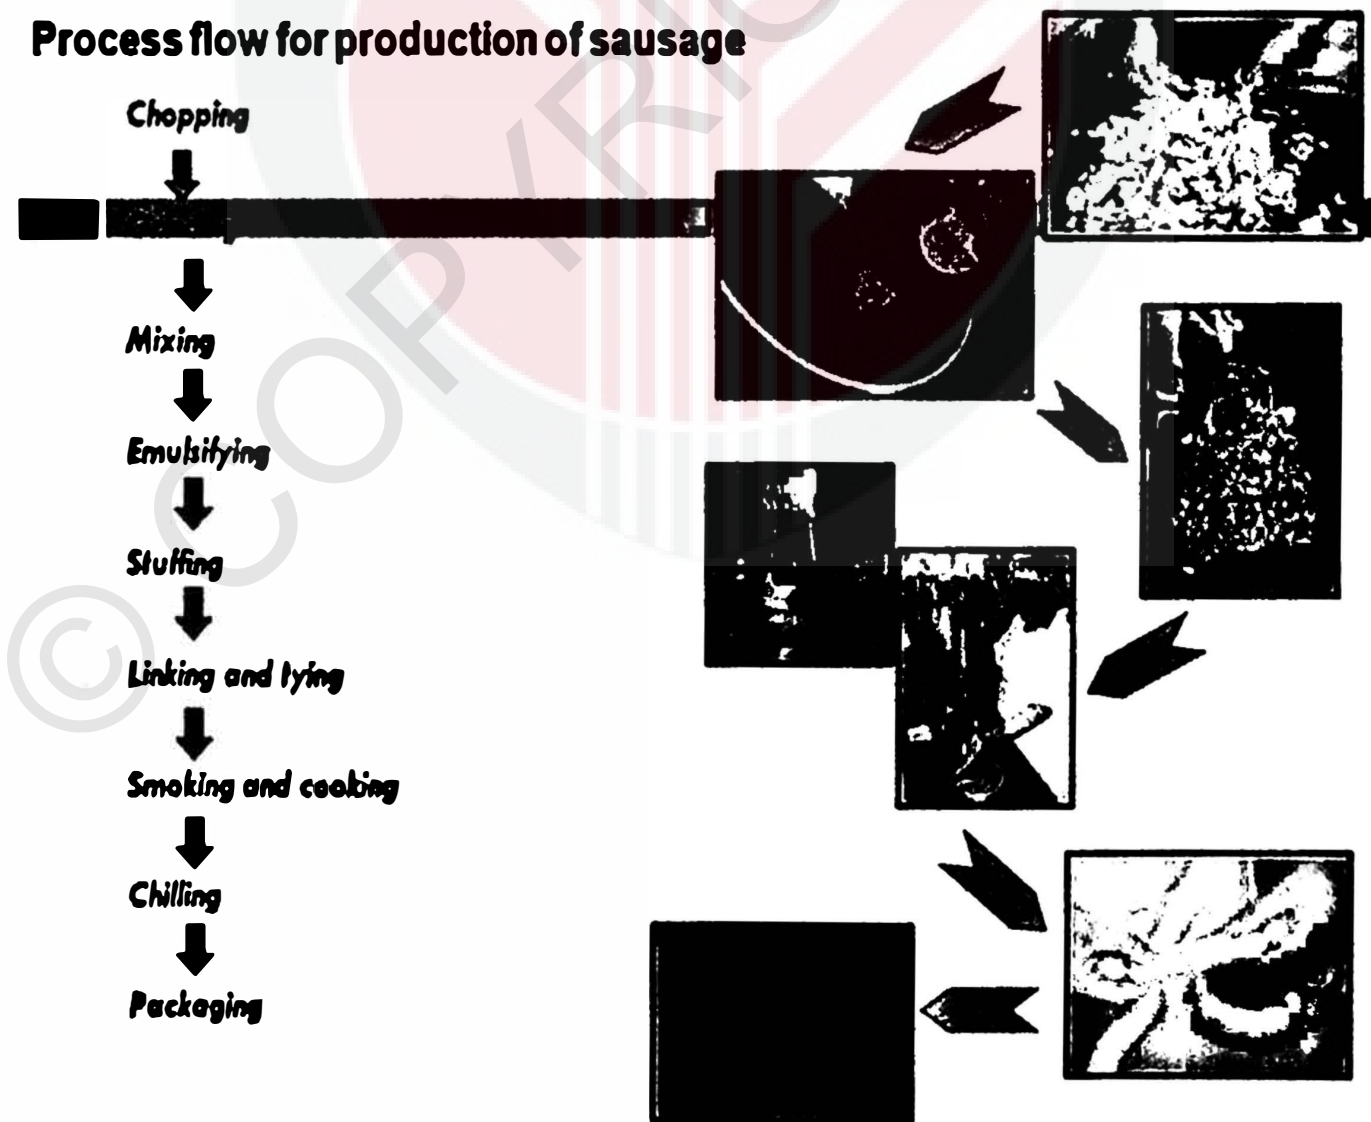 Process flow for production of sausage
Chopping
Mixing
Emulsifying
Stuffing
Linking and tying
Smoking and cooking
Chilling
Packaging